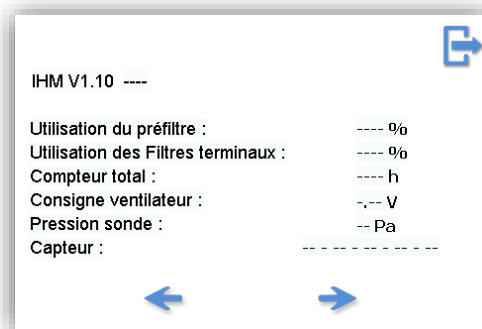 IHM V1.10 ----
Utilisation du préfiltre : ---- %
Utilisation des Filtres terminaux : ---- %
Compteur total : ---- h
Consigne ventilateur : -.-- V
Pression sonde : -- Pa
Capteur : -- - -- - -- - -- - --